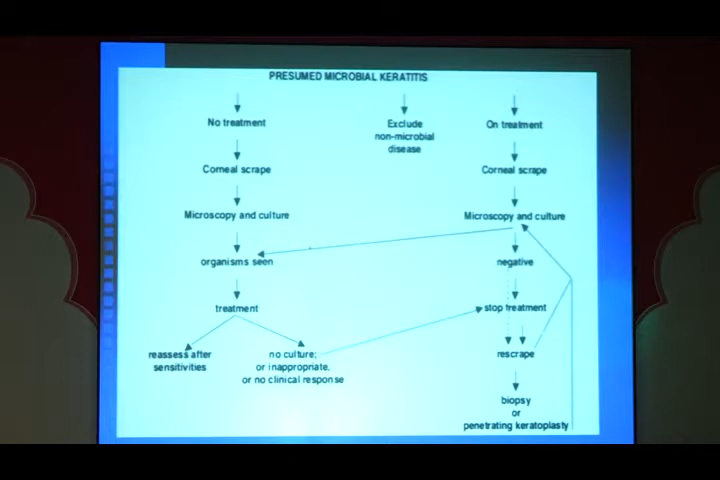 PRESUMED MICROBIAL KERATITIS
No treatment
Corneal scrape
Microscopy and culture
organisms seen
treatment
reassess after
sensitivities
no culture;
or inappropriate,
or no clinical response
Exclude
non-microbial
disease
On treatment
Corneal scrape
Microscopy and culture
negative
stop treatment
rescrape
biopsy
or
penetrating keratoplasty